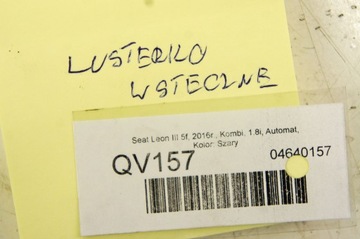 LUSTERKO
WSTECZNE
Seat Leon III 5f, 2016r., Kombi, 1.8i, Automat,
Kolor: Szary
QV157
04640157